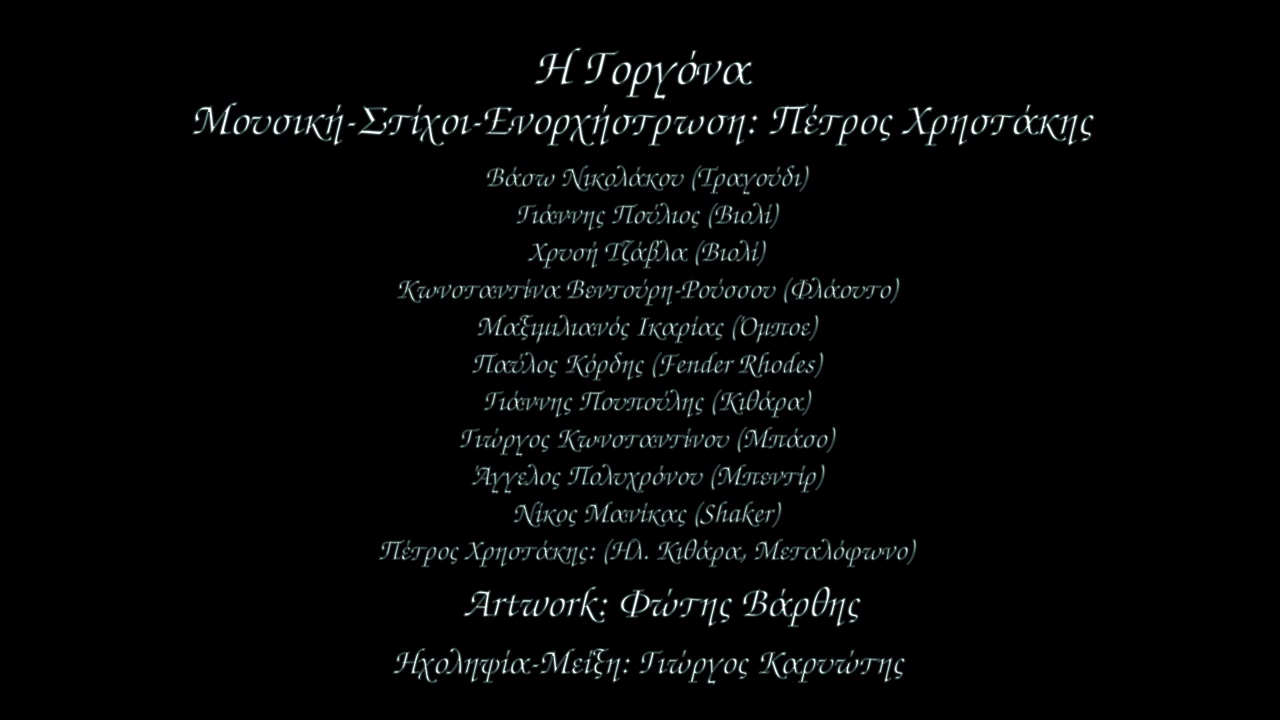 Η Γοργόνα
Μουσική-Στίχοι-Ενορχήστρωση: Πέτρος Χρηστάκης
Βάσω Νικολάκου (Τραγούδι)
Γιάννης Πούλιος (Βιολί)
Χρυσή Τζάβλα (Βιολί)
Κωνσταντίνα Βεντούρη-Ρούσσου (Φλάουτο)
Μαξιμιλιανός Ικαρίας (Όμποε)
Παύλος Κόρδης (Fender Rhodes)
Γιάννης Πουπούλης (Κιθάρα)
Γιώργος Κωνσταντίνου (Μπάσο)
Άγγελος Πολυχρόνου (Μπεντίρ)
Νίκος Μανίκας (Shaker)
Πέτρος Χρηστάκης: (Ηλ. Κιθάρα, Μεταλόφωνο)
Artwork: Φώτης Βάρθης
Ηχοληψία-Μείξη: Γιώργος Καρυώτης